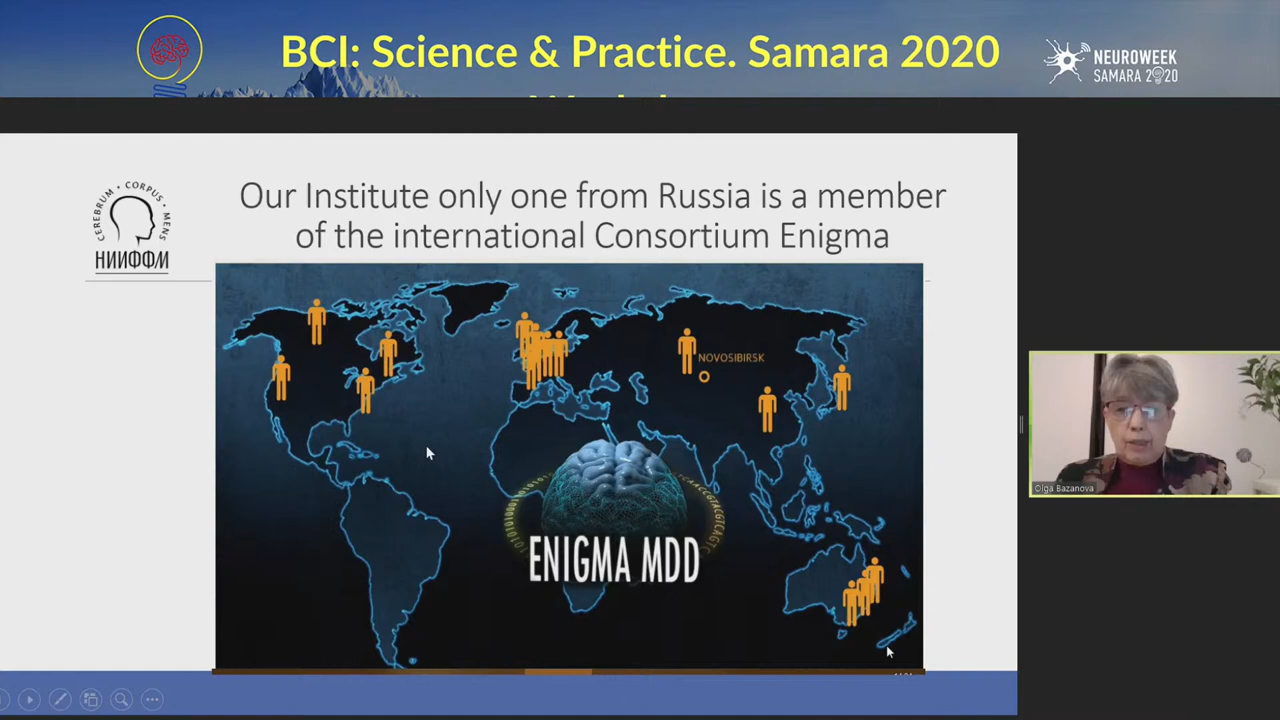 BCI: Science & Practice. Samara 2020
NEUROWEEK
SAMARA 2020
CEREBRUM • CORPUS • MENS
НИИФФМ
Our Institute only one from Russia is a member
of the international Consortium Enigma
NOVOSIBIRSK
ENIGMA MDD
Olga Bazanova